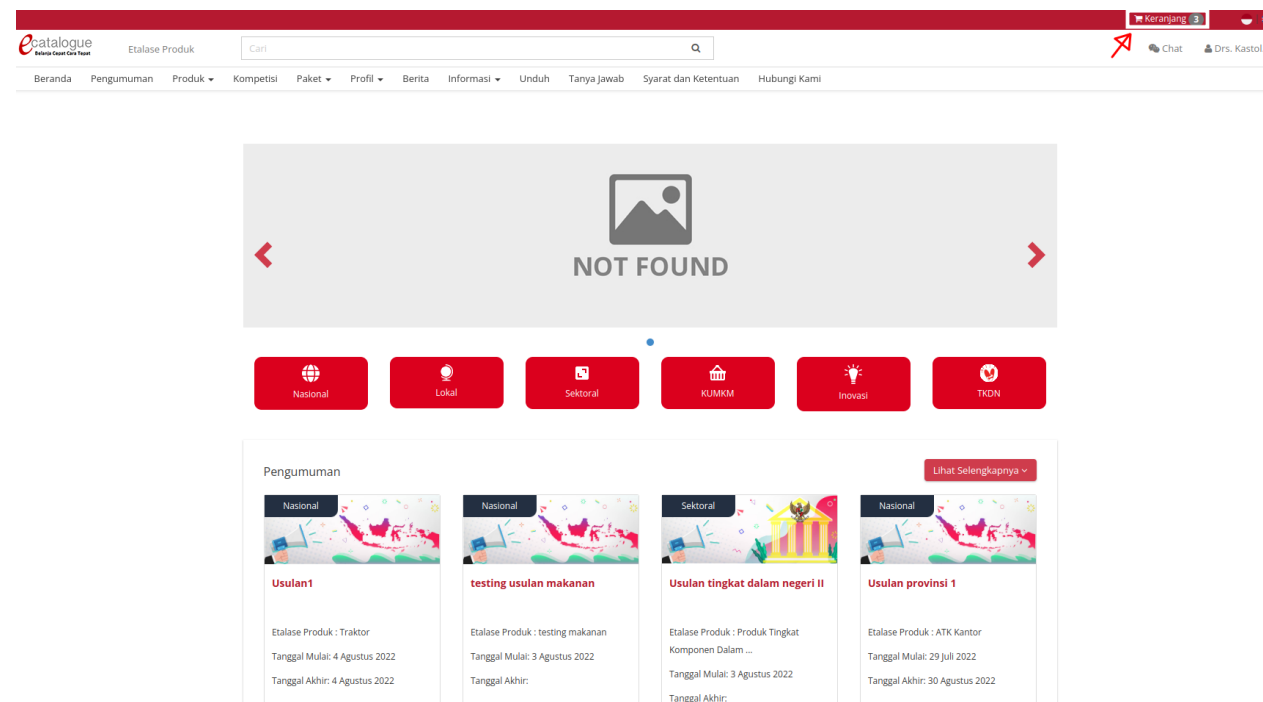 Keranjang 3
ecatalogue
Belanja Cepat Cara Tepat
Etalase Produk
Cari
Chat
Drs. Kastol
Beranda Pengumuman Produk Kompetisi Paket Profil Berita Informasi Unduh Tanya Jawab Syarat dan Ketentuan Hubungi Kami
NOT FOUND
Nasional Lokal Sektoral KUMKM Inovasi TKDN
Pengumuman
Lihat Selengkapnya
Nasional
Usulan1
Etalase Produk : Traktor
Tanggal Mulai: 4 Agustus 2022
Tanggal Akhir: 4 Agustus 2022
Nasional
testing usulan makanan
Etalase Produk : testing makanan
Tanggal Mulai: 3 Agustus 2022
Tanggal Akhir:
Sektoral
Usulan tingkat dalam negeri II
Etalase Produk : Produk Tingkat
Komponen Dalam ...
Tanggal Mulai: 3 Agustus 2022
Tanggal Akhir:
Nasional
Usulan provinsi 1
Etalase Produk : ATK Kantor
Tanggal Mulai: 29 Juli 2022
Tanggal Akhir: 30 Agustus 2022